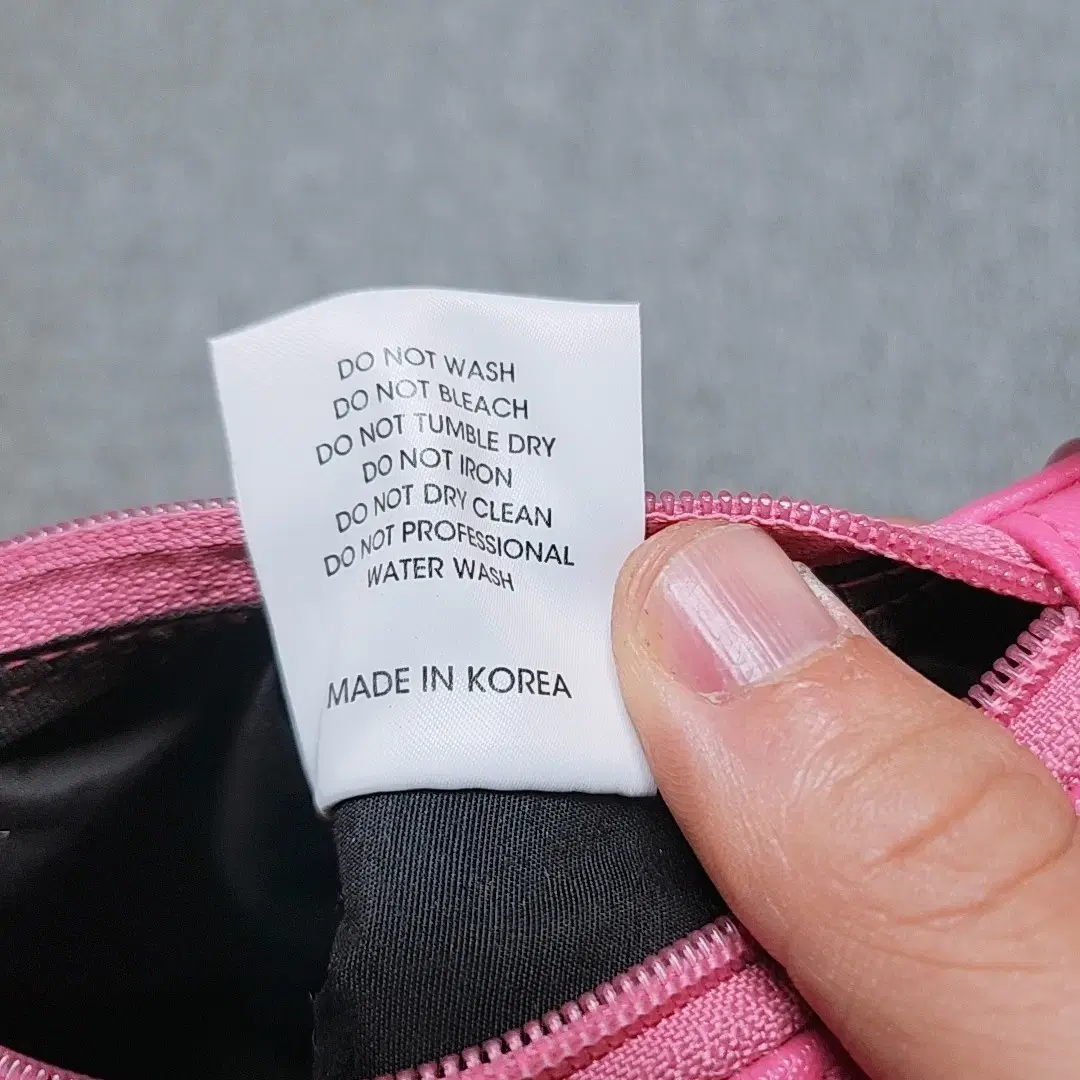 DO NOT WASH
DO NOT BLEACH
DO NOT TUMBLE DRY
DO NOT IRON
DO NOT DRY CLEAN
DO NOT PROFESSIONAL
WATER WASH
MADE IN KOREA